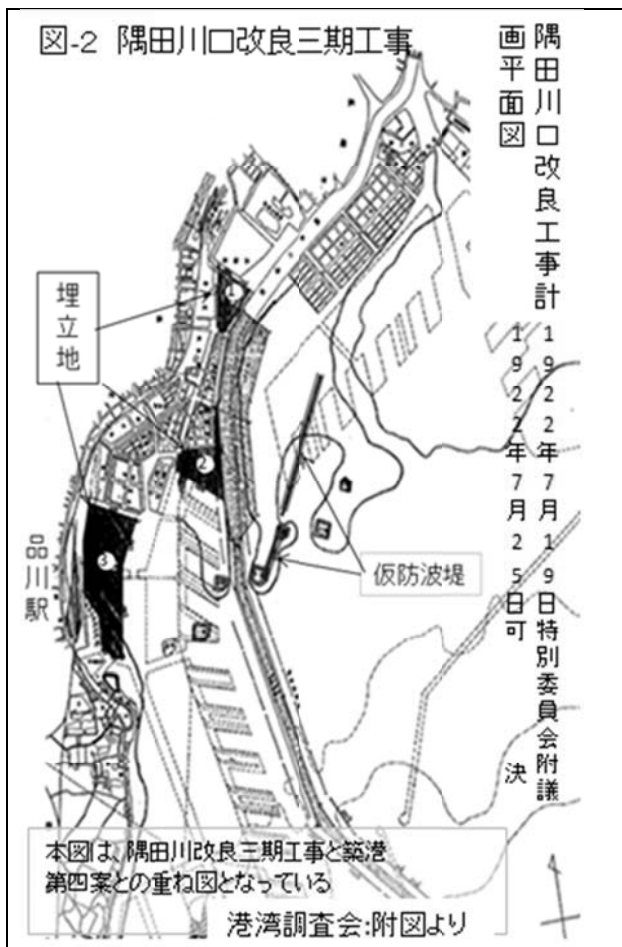 図-2 隅田川口改良三期工事
隅田川口改良工事計
画平面図
1922年7月19日特別委員会附議
1922年7月25日可決
埋立地
1
2
3
品川駅
仮防波堤
本図は、隅田川改良三期工事と築港
第四案との重ね図となっている
港湾調査会:附図より